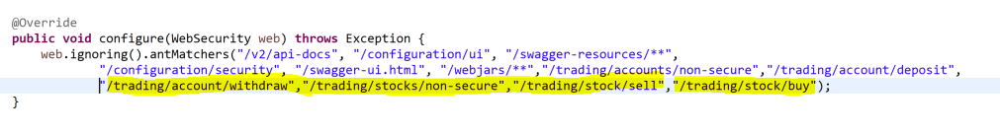 @Override
public void configure(WebSecurity web) throws Exception {
web.ignoring().antMatchers("/v2/api-docs", "/configuration/ui", "/swagger-resources/**",
"/configuration/security", "/swagger-ui.html", "/webjars/**","/trading/accounts/non-secure","/trading/account/deposit",
"/trading/account/withdraw","/trading/stocks/non-secure","/trading/stock/sell","/trading/stock/buy");
}